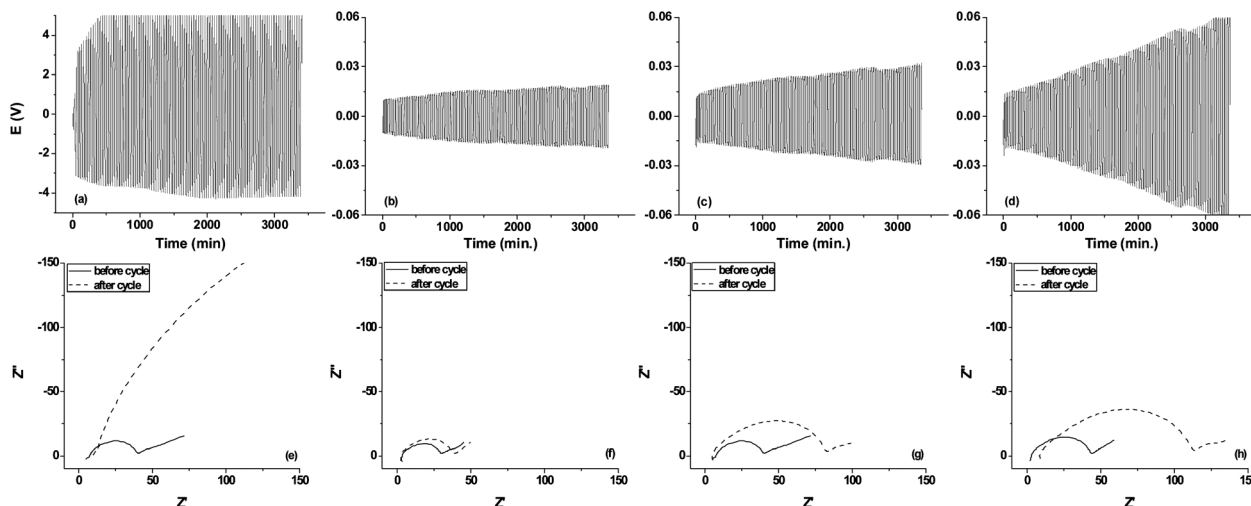 E (V)
4
2
0
-2
-4
(a)
0 1000 2000 3000
Time (min)
0.06
0.03
0.00
-0.03
-0.06
(b)
0 1000 2000 3000
Time (min.)
0.06
0.03
0.00
-0.03
-0.06
(c)
0 1000 2000 3000
Time (min.)
0.06
0.03
0.00
-0.03
-0.06
(d)
0 1000 2000 3000
Time (min.)
-150
-100
-50
0
Z''
before cycle
after cycle
(e)
0 50 100 150
Z'
-150
-100
-50
0
Z''
before cycle
after cycle
(f)
0 50 100 150
Z'
-150
-100
-50
0
Z''
before cycle
after cycle
(g)
0 50 100 150
Z'
-150
-100
-50
0
Z''
before cycle
after cycle
(h)
0 50 100 150
Z'